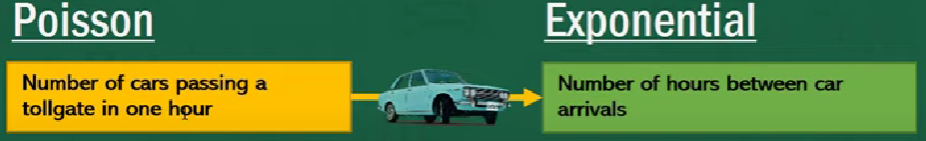 Poisson
Exponential
Number of cars passing a
tollgate in one hour
Number of hours between car
arrivals